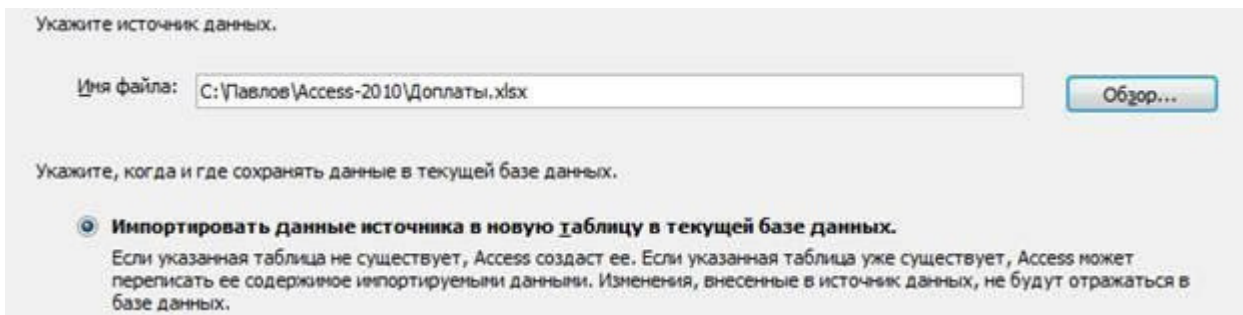 Укажите источник данных.
Имя файла: C:\Павлов\Access-2010\Доплаты.xlsx Обзор...
Укажите, когда и где сохранять данные в текущей базе данных.
Импортировать данные источника в новую таблицу в текущей базе данных.
Если указанная таблица не существует, Access создаст ее. Если указанная таблица уже существует, Access может
переписать ее содержимое импортируемыми данными. Изменения, внесенные в источник данных, не будут отражаться в
базе данных.